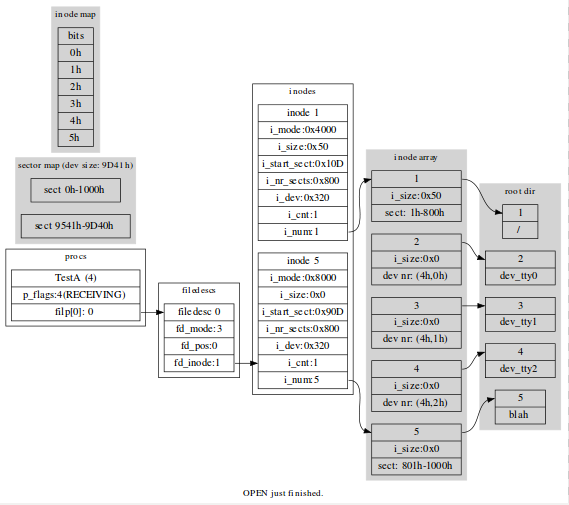 inode map
bits
0h
1h
2h
3h
4h
5h
sector map (dev size: 9D41h)
sect 0h-1000h
sect 9541h-9D40h
procs
TestA (4)
p_flags:4(RECEIVING)
filp[0]: 0
filedescs
filedesc 0
fd_mode:3
fd_pos:0
fd_inode:1
inodes
inode 1
i_mode:0x4000
i_size:0x50
i_start_sect:0x10D
i_nr_sects:0x800
i_dev:0x320
i_cnt:1
i_num:1
inode 5
i_mode:0x8000
i_size:0x0
i_start_sect:0x90D
i_nr_sects:0x800
i_dev:0x320
i_cnt:1
i_num:5
inode array
1
i_size:0x50
sect: 1h-800h
2
i_size:0x0
dev nr: (4h,0h)
3
i_size:0x0
dev nr: (4h,1h)
4
i_size:0x0
dev nr: (4h,2h)
5
i_size:0x0
sect: 801h-1000h
root dir
1
/
2
dev_tty0
3
dev_tty1
4
dev_tty2
5
blah
OPEN just finished.